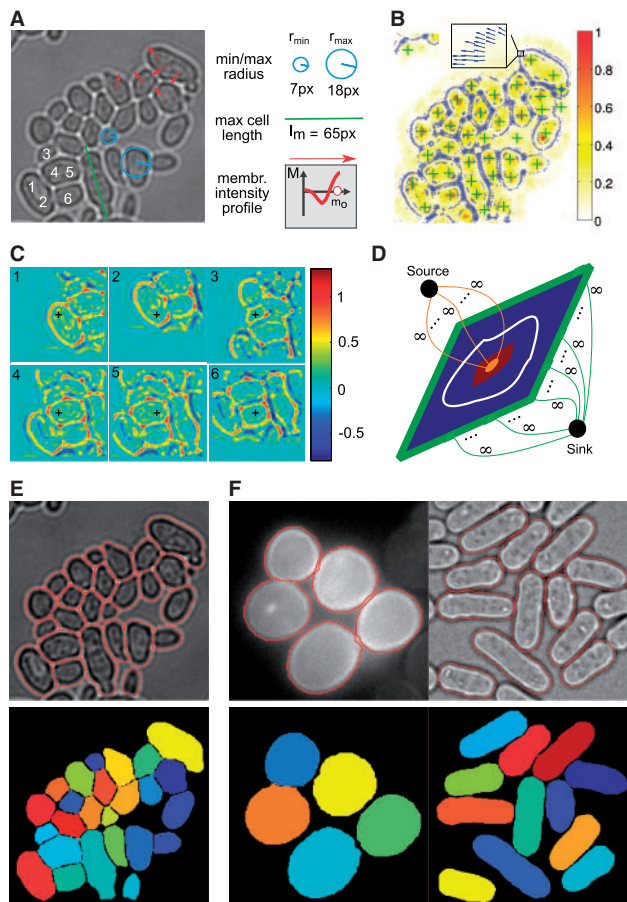 A
r_min r_max
min/max
radius
7px 18px
max cell
length
l_m = 65px
membr.
intensity
profile
M
m_o
3
4 5
1
2 6
B
1
0.8
0.6
0.4
0.2
0
C
1 2 3
4 5 6
1
0.5
0
-0.5
D
Source
∞ ∞ ∞
∞
∞
∞
∞
∞
Sink
E
F